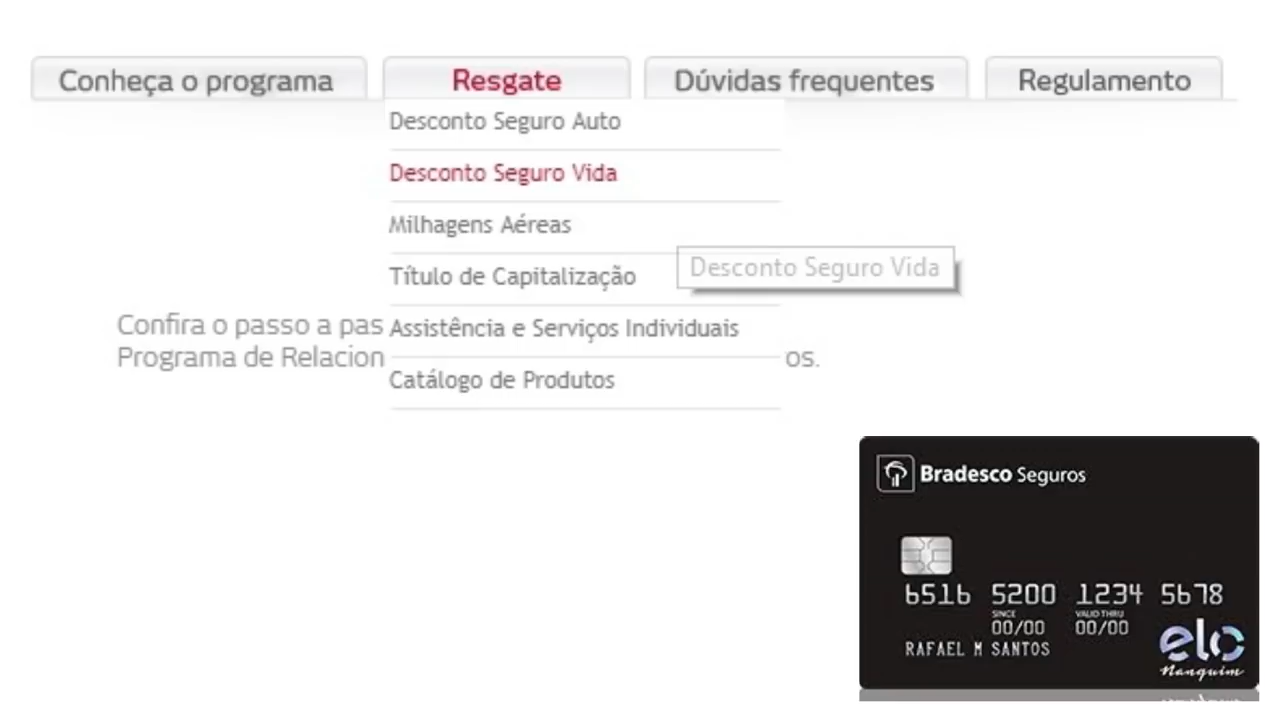 Conheça o programa
Resgate
Dúvidas frequentes
Regulamento
Desconto Seguro Auto
Desconto Seguro Vida
Milhagens Aéreas
Título de Capitalização
Desconto Seguro Vida
Confira o passo a pas
Assistência e Serviços Individuais
Programa de Relacion
os.
Catálogo de Produtos
Bradesco Seguros
6516 5200 1234 5678
SINCE VALID THRU
00/00 00/00
RAFAEL M SANTOS
elo
Nanquim